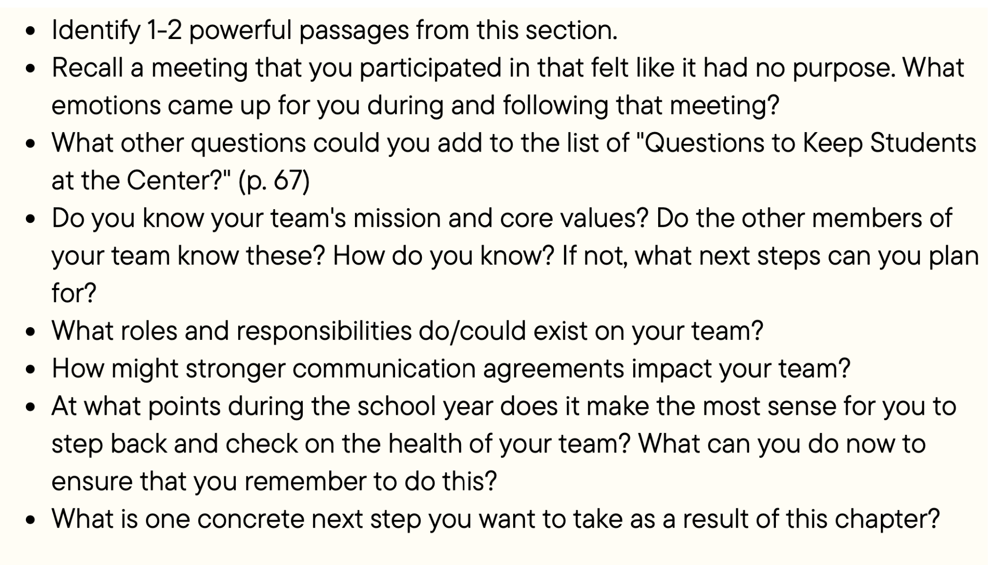 • Identify 1-2 powerful passages from this section.
• Recall a meeting that you participated in that felt like it had no purpose. What
emotions came up for you during and following that meeting?
• What other questions could you add to the list of "Questions to Keep Students
at the Center?" (p. 67)
• Do you know your team's mission and core values? Do the other members of
your team know these? How do you know? If not, what next steps can you plan
for?
• What roles and responsibilities do/could exist on your team?
• How might stronger communication agreements impact your team?
• At what points during the school year does it make the most sense for you to
step back and check on the health of your team? What can you do now to
ensure that you remember to do this?
• What is one concrete next step you want to take as a result of this chapter?